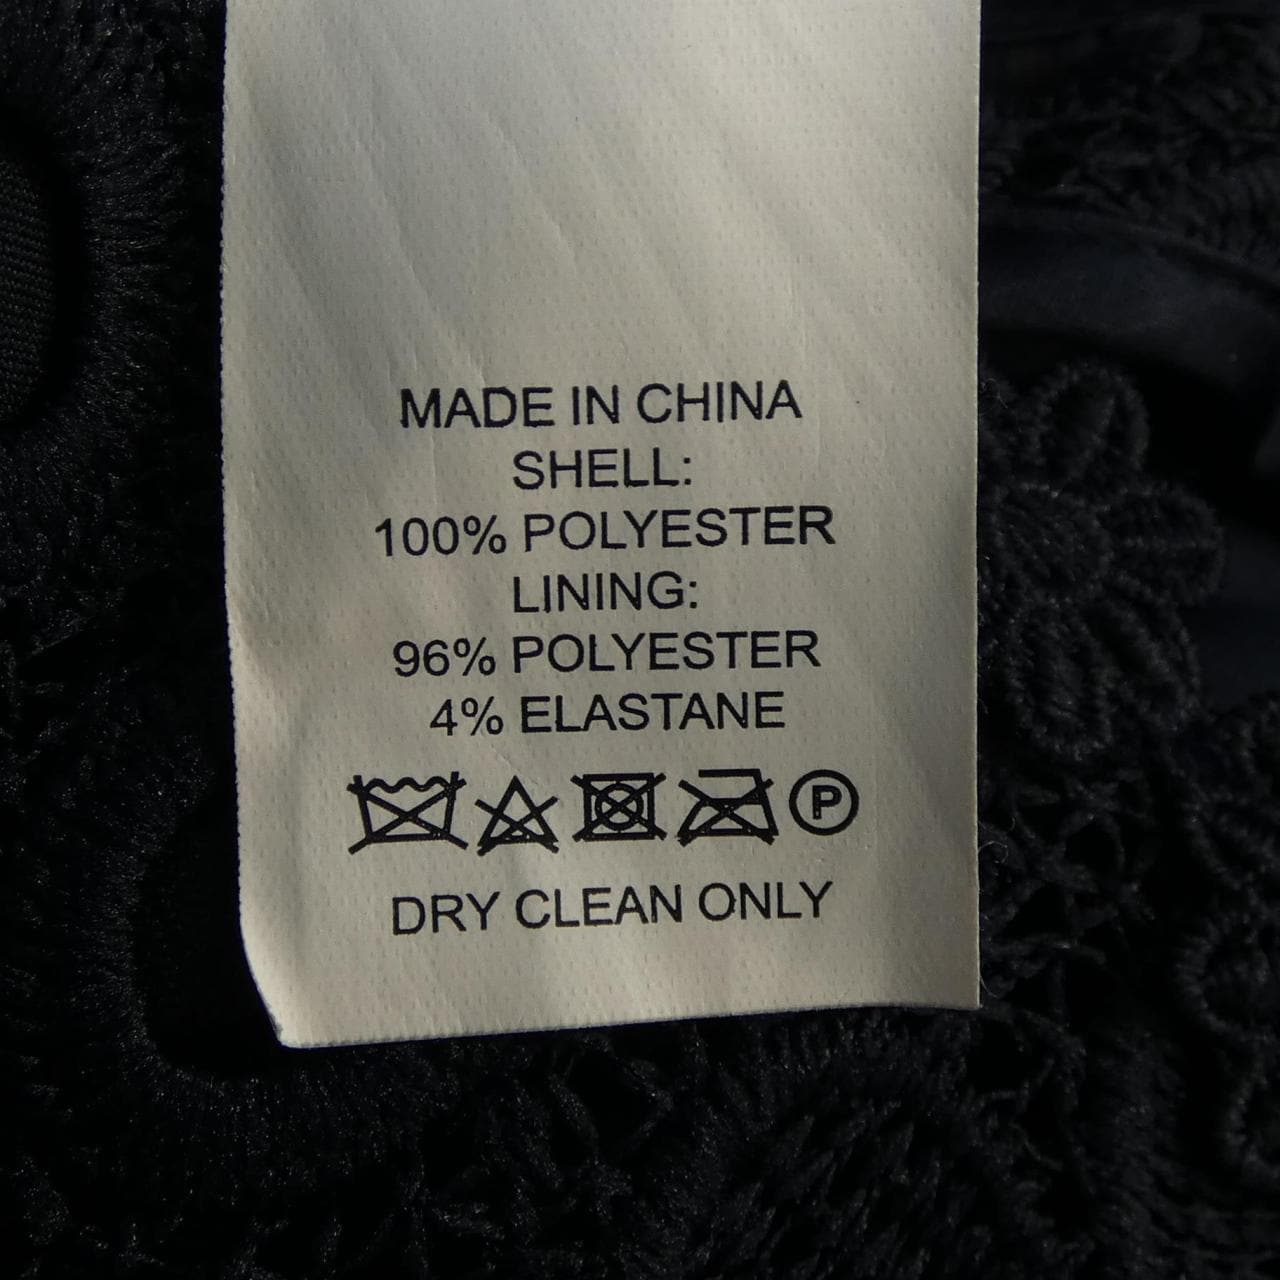 MADE IN CHINA
SHELL:
100% POLYESTER
LINING:
96% POLYESTER
4% ELASTANE
P
DRY CLEAN ONLY